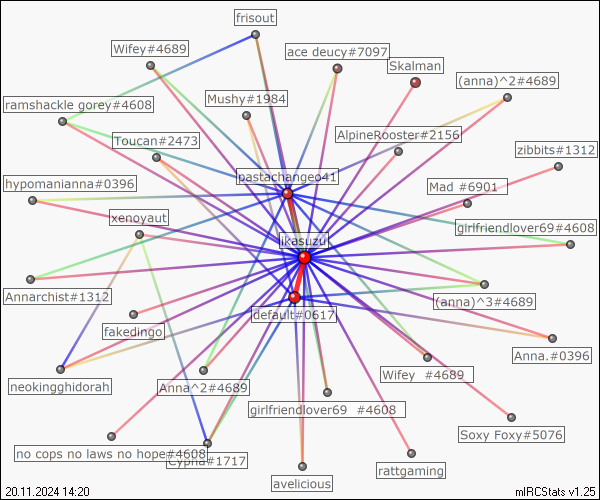 frisout
Wifey#4689
ace deucy#7097
Skalman
(anna)^2#4689
ramshackle gorey#4608
Mushy#1984
AlpineRooster#2156
Toucan#2473
zibbits#1312
pastachangeo41
hypomanianna#0396
Mad #6901
xenoyaut
girlfriendlover69#4608
likasuzu
Annarchist#1312
(anna)^3#4689
default#0617
fakedingo
Anna.#0396
neokingghidorah
Anna^2#4689
Wifey #4689
girlfriendlover69 #4608
Soxy Foxy#5076
no cops no laws no hope#4608
Cypha#1717
rattgaming
avelicious
20.11.2024 14:20
mIRCStats v1.25